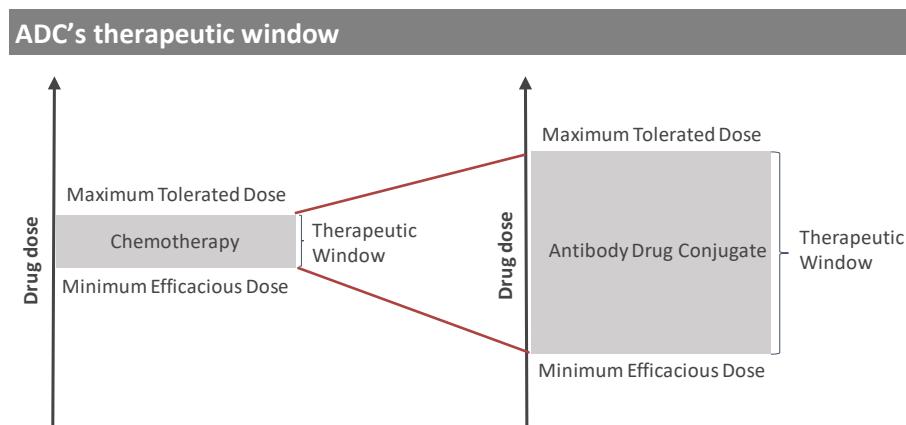 ADC's therapeutic window
Drug dose
Maximum Tolerated Dose
Chemotherapy
Minimum Efficacious Dose
Therapeutic
Window
Drug dose
Maximum Tolerated Dose
Antibody Drug Conjugate
Minimum Efficacious Dose
Therapeutic
Window